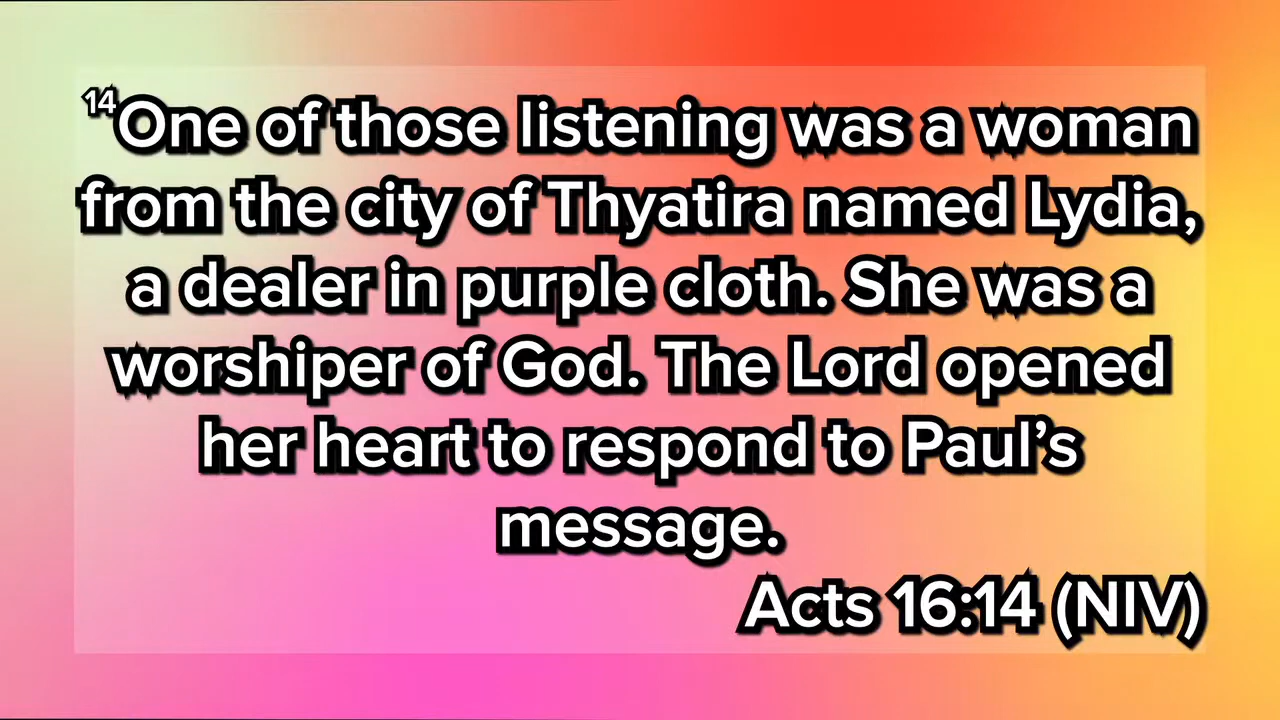 14One of those listening was a woman
from the city of Thyatira named Lydia,
a dealer in purple cloth. She was a
worshiper of God. The Lord opened
her heart to respond to Paul’s
message.
Acts 16:14 (NIV)